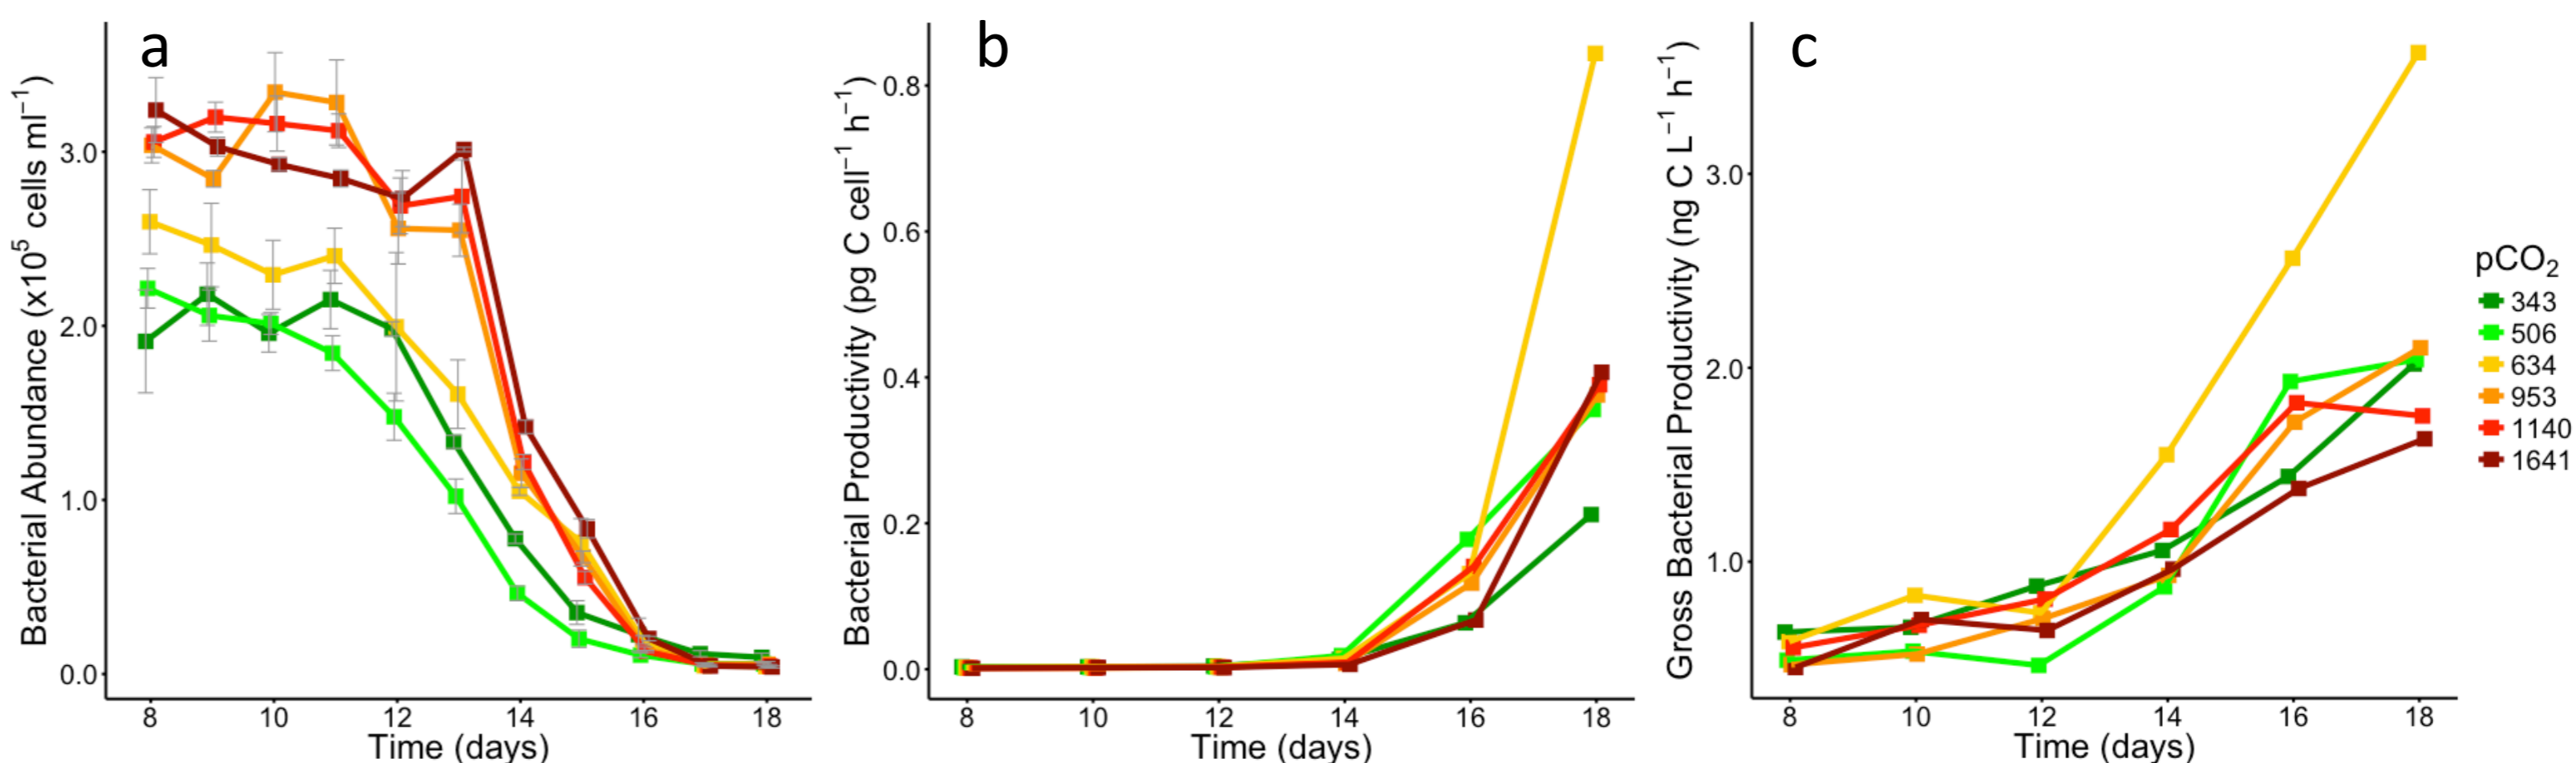 a
Bacterial Abundance (x10⁵ cells ml⁻¹)
3.0
2.0
1.0
0.0
8 10 12 14 16 18
Time (days)
b
Bacterial Productivity (pg C cell⁻¹ h⁻¹)
0.8
0.6
0.4
0.2
0.0
8 10 12 14 16 18
Time (days)
c
Gross Bacterial Productivity (ng C L⁻¹ h⁻¹)
3.0
2.0
1.0
8 10 12 14 16 18
Time (days)
pCO₂
343
506
634
953
1140
1641